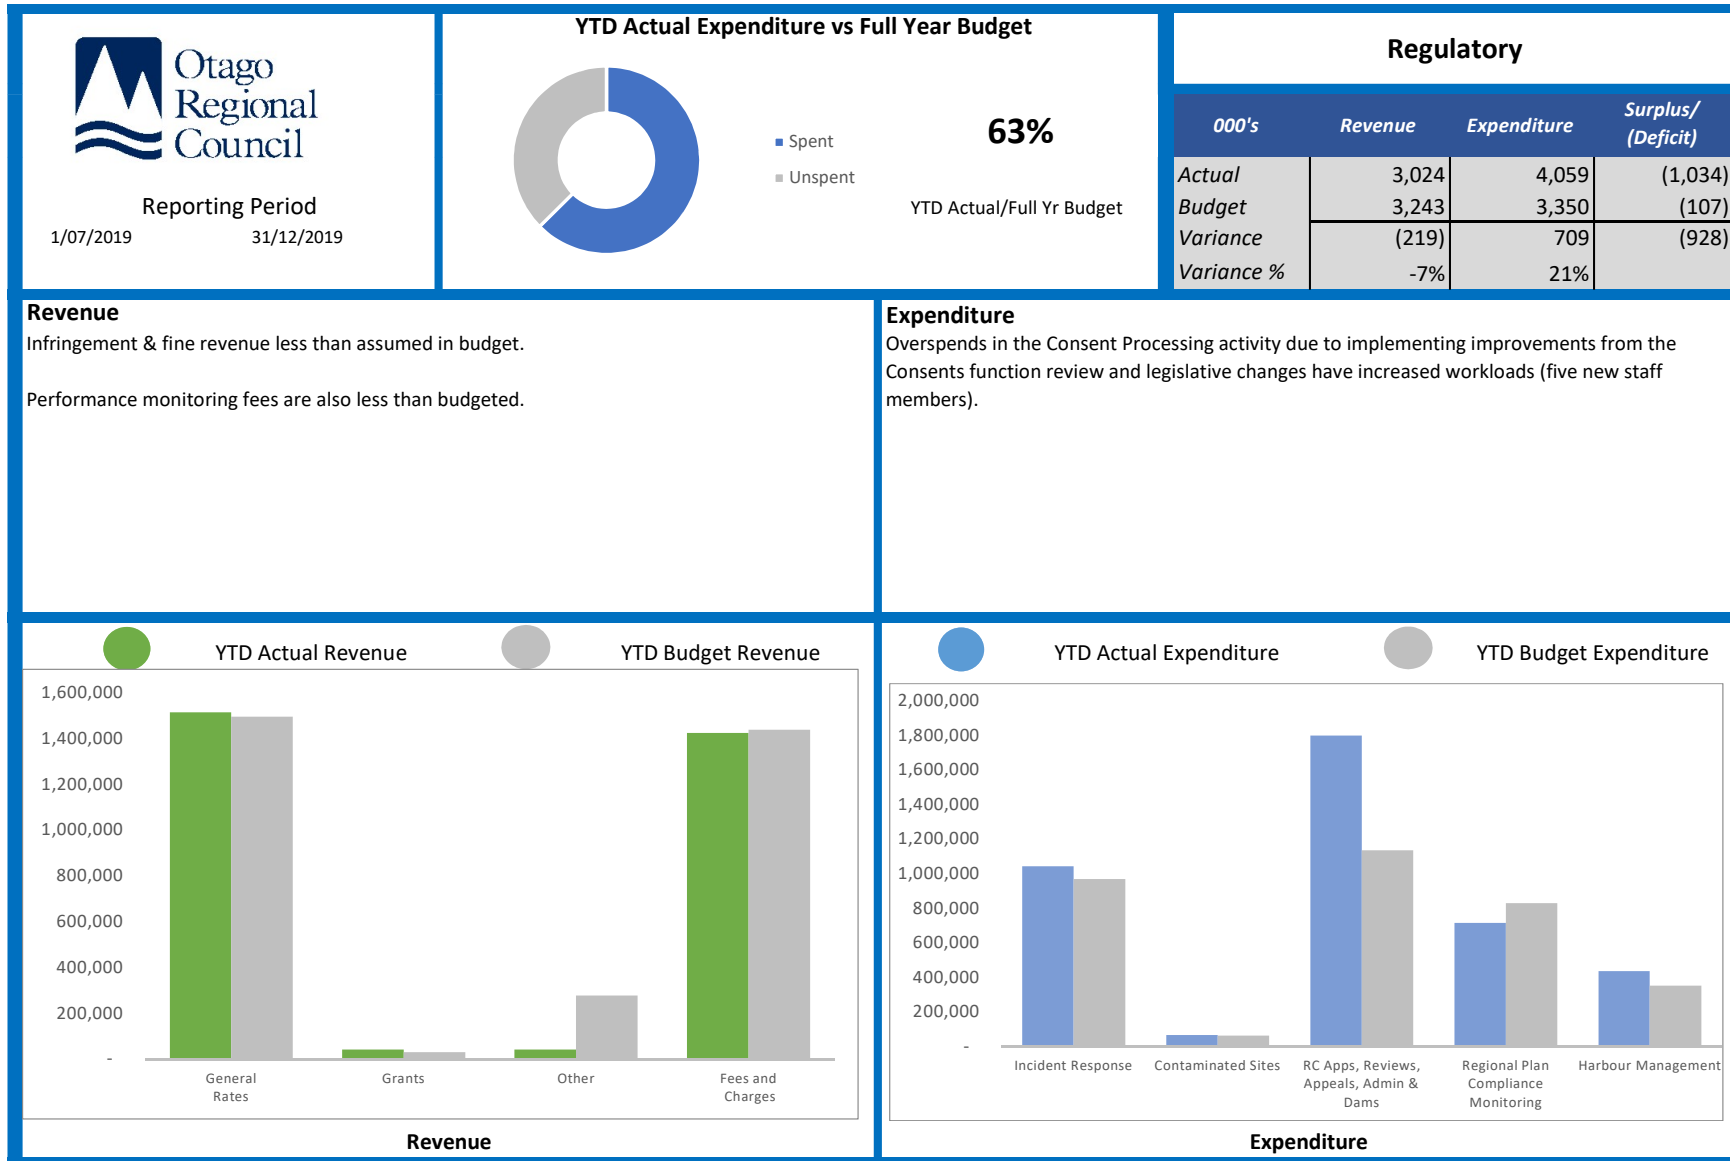 Otago
Regional
Council
Reporting Period
1/07/2019 31/12/2019
YTD Actual Expenditure vs Full Year Budget
Spent
Unspent
63%
YTD Actual/Full Yr Budget
Regulatory
000's Revenue Expenditure Surplus/ (Deficit)
Actual 3,024 4,059 (1,034)
Budget 3,243 3,350 (107)
Variance (219) 709 (928)
Variance % -7% 21%
Revenue
Infringement & fine revenue less than assumed in budget.
Performance monitoring fees are also less than budgeted.
Expenditure
Overspends in the Consent Processing activity due to implementing improvements from the
Consents function review and legislative changes have increased workloads (five new staff
members).
YTD Actual Revenue YTD Budget Revenue
1,600,000
1,400,000
1,200,000
1,000,000
800,000
600,000
400,000
200,000
-
General
Rates
Grants
Other
Fees and
Charges
Revenue
YTD Actual Expenditure YTD Budget Expenditure
2,000,000
1,800,000
1,600,000
1,400,000
1,200,000
1,000,000
800,000
600,000
400,000
200,000
-
Incident Response
Contaminated Sites
RC Apps, Reviews,
Appeals, Admin &
Dams
Regional Plan
Compliance
Monitoring
Harbour Management
Expenditure